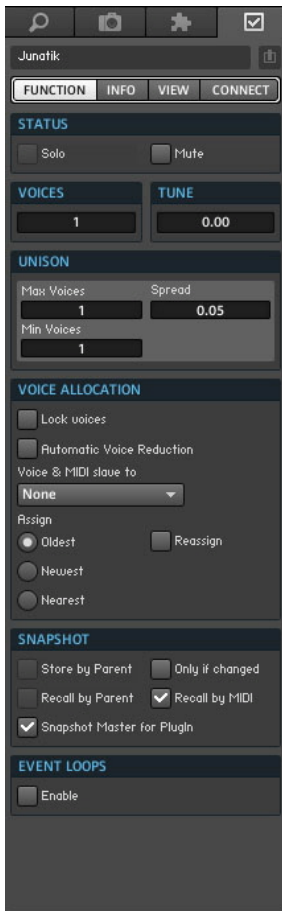 Junatik
FUNCTION INFO VIEW CONNECT
STATUS
Solo Mute
VOICES TUNE
1 0.00
UNISON
Max Voices Spread
1 0.05
Min Voices
1
VOICE ALLOCATION
Lock voices
Automatic Voice Reduction
Voice & MIDI slave to
None
Assign
Oldest Reassign
Newest
Nearest
SNAPSHOT
Store by Parent Only if changed
Recall by Parent Recall by MIDI
Snapshot Master for PlugIn
EVENT LOOPS
Enable